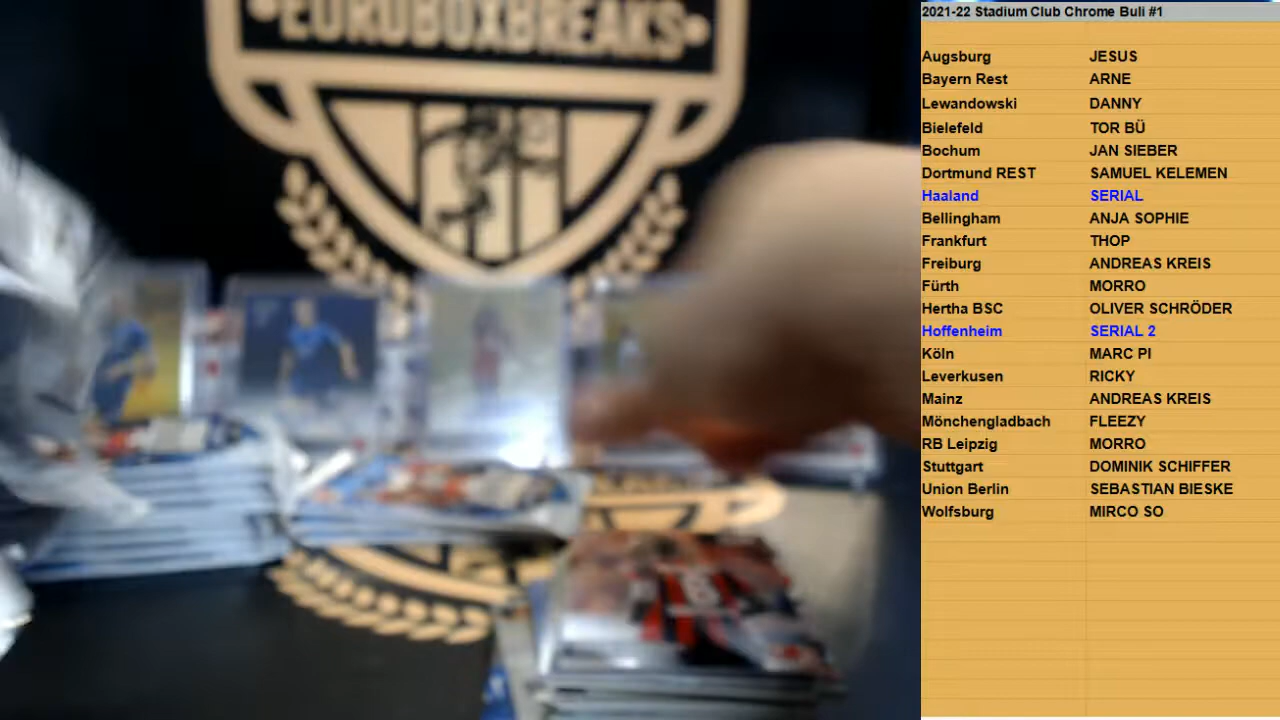 •EUROBOXBREAKS•
2021-22 Stadium Club Chrome Buli #1
Augsburg JESUS
Bayern Rest ARNE
Lewandowski DANNY
Bielefeld TOR BÜ
Bochum JAN SIEBER
Dortmund REST SAMUEL KELEMEN
Haaland SERIAL
Bellingham ANJA SOPHIE
Frankfurt THOP
Freiburg ANDREAS KREIS
Fürth MORRO
Hertha BSC OLIVER SCHRÖDER
Hoffenheim SERIAL 2
Köln MARC PI
Leverkusen RICKY
Mainz ANDREAS KREIS
Mönchengladbach FLEEZY
RB Leipzig MORRO
Stuttgart DOMINIK SCHIFFER
Union Berlin SEBASTIAN BIESKE
Wolfsburg MIRCO SO